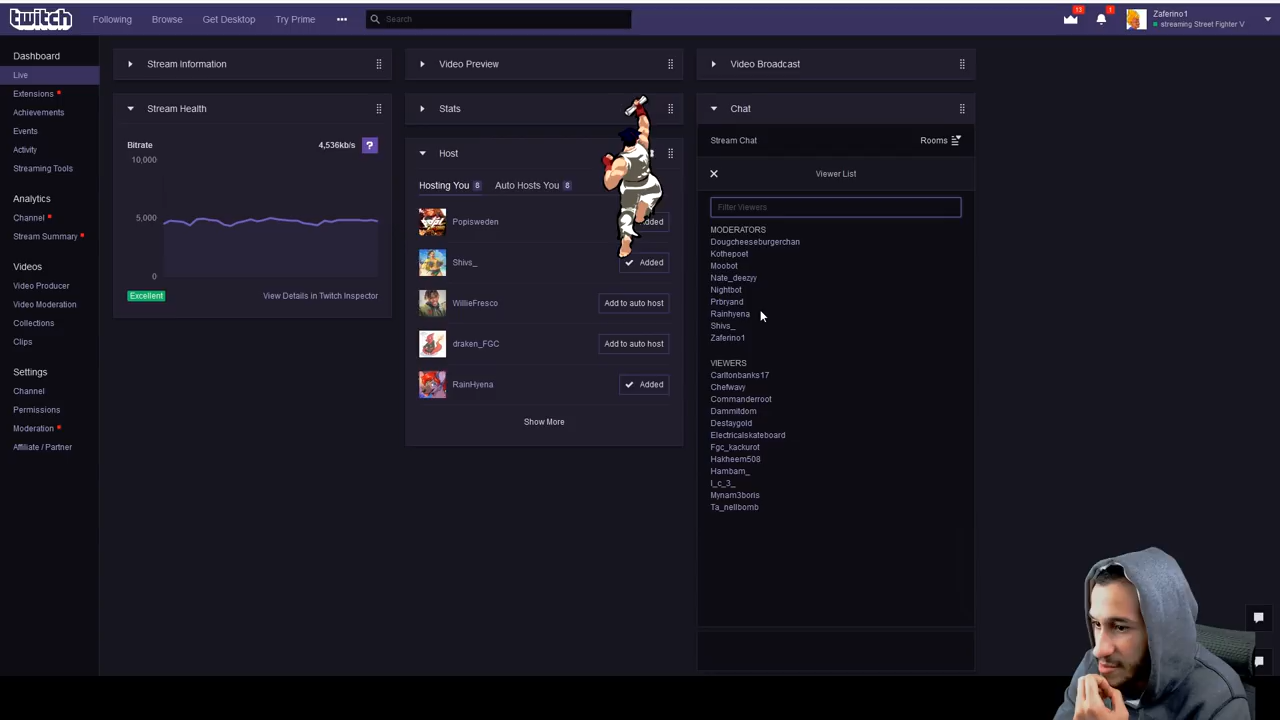 twitch
Following
Browse
Get Desktop
Try Prime
•••
Search
13
1
Zaferino1
streaming Street Fighter V
Dashboard
Live
Extensions
Achievements
Events
Activity
Streaming Tools
Analytics
Channel
Stream Summary
Videos
Video Producer
Video Moderation
Collections
Clips
Settings
Channel
Permissions
Moderation
Affiliate / Partner
Stream Information
Stream Health
Bitrate
4,536kb/s
?
10,000
5,000
0
Excellent
View Details in Twitch Inspector
Video Preview
Stats
Host
Hosting You 8
Auto Hosts You 8
Popisweden
Shivs_
Added
WillieFresco
Add to auto host
draken_FGC
Add to auto host
RainHyena
Added
Show More
Video Broadcast
Chat
Stream Chat
Rooms
Viewer List
Filter Viewers
MODERATORS
Dougcheeseburgerchan
Kothepoet
Moobot
Nate_deezyy
Nightbot
Prbryand
Rainhyena
Shivs_
Zaferino1
VIEWERS
Carltonbanks17
Chefwavy
Commanderroot
Dammitdom
Destaygold
Electricalskateboard
Fgc_kackurot
Hakheem508
Hambam_
I_c_3_
Mynam3boris
Ta_nellbomb